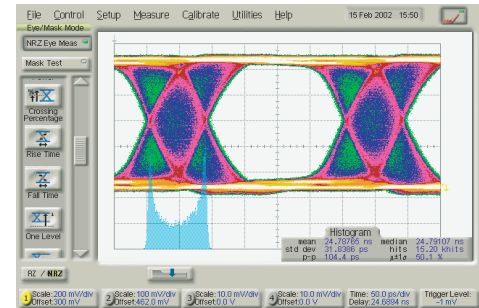 File Control Setup Measure Calibrate Utilities Help 15 Feb 2002 15:50
Eye/Mask Mode
NRZ Eye Meas
Mask Test
Crossing
Percentage
Rise Time
Fall Time
One Level
RZ / NRZ
Histogram
mean 24.78765 ns median 24.79107 ns
std dev 31.8386 ps hits 15.20 khits
p-p 104.4 ps μ±1σ 50.1 %
1 Scale:200 mV/div
Offset:300 mV
2 Scale: 100 mV/div
Offset:462.0 mV
3 Scale: 10.0 mV/div
Offset:0.0 V
4 Scale: 10.0 mV/div
Offset:0.0 V
Time: 50.0 ps/div
Delay:24.6894 ns
Trigger Level:
-1 mV